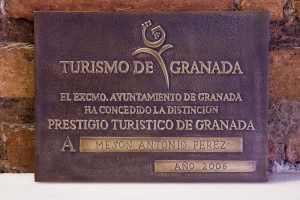 TURISMO DE GRANADA
EL EXCMO. AYUNTAMIENTO DE GRANADA
HA CONCEDIDO LA DISTINCION
PRESTIGIO TURISTICO DE GRANADA
A MESON ANTONIO PEREZ
AÑO 2006